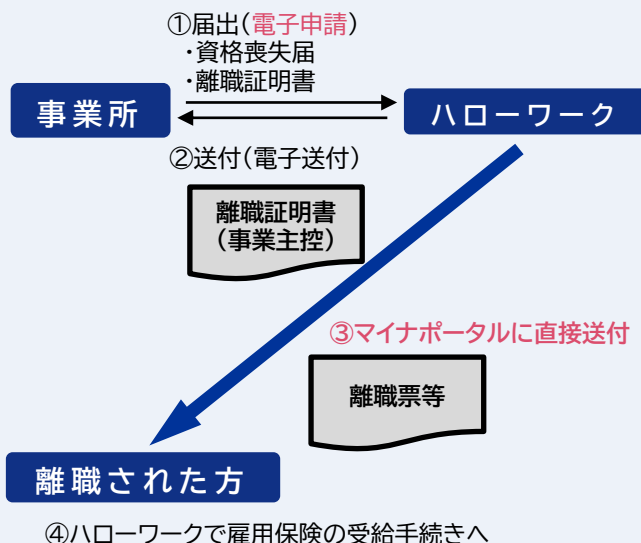 ①届出(電子申請)
・資格喪失届
・離職証明書
事業所
ハローワーク
②送付(電子送付)
離職証明書
(事業主控)
③マイナポータルに直接送付
離職票等
離職された方
④ハローワークで雇用保険の受給手続きへ